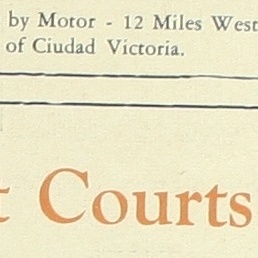 by Motor - 12 Miles West
of Ciudad Victoria.
t Courts